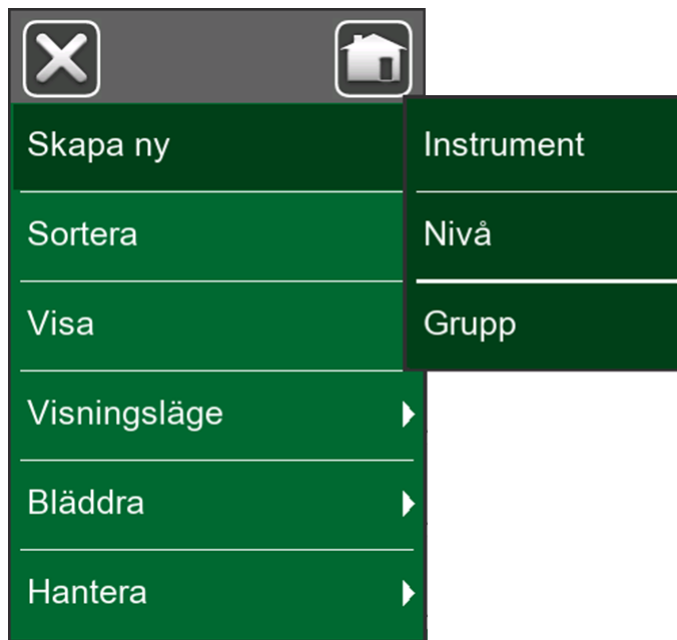 Skapa ny
Sortera
Visa
Visningsläge
Bläddra
Hantera
Instrument
Nivå
Grupp